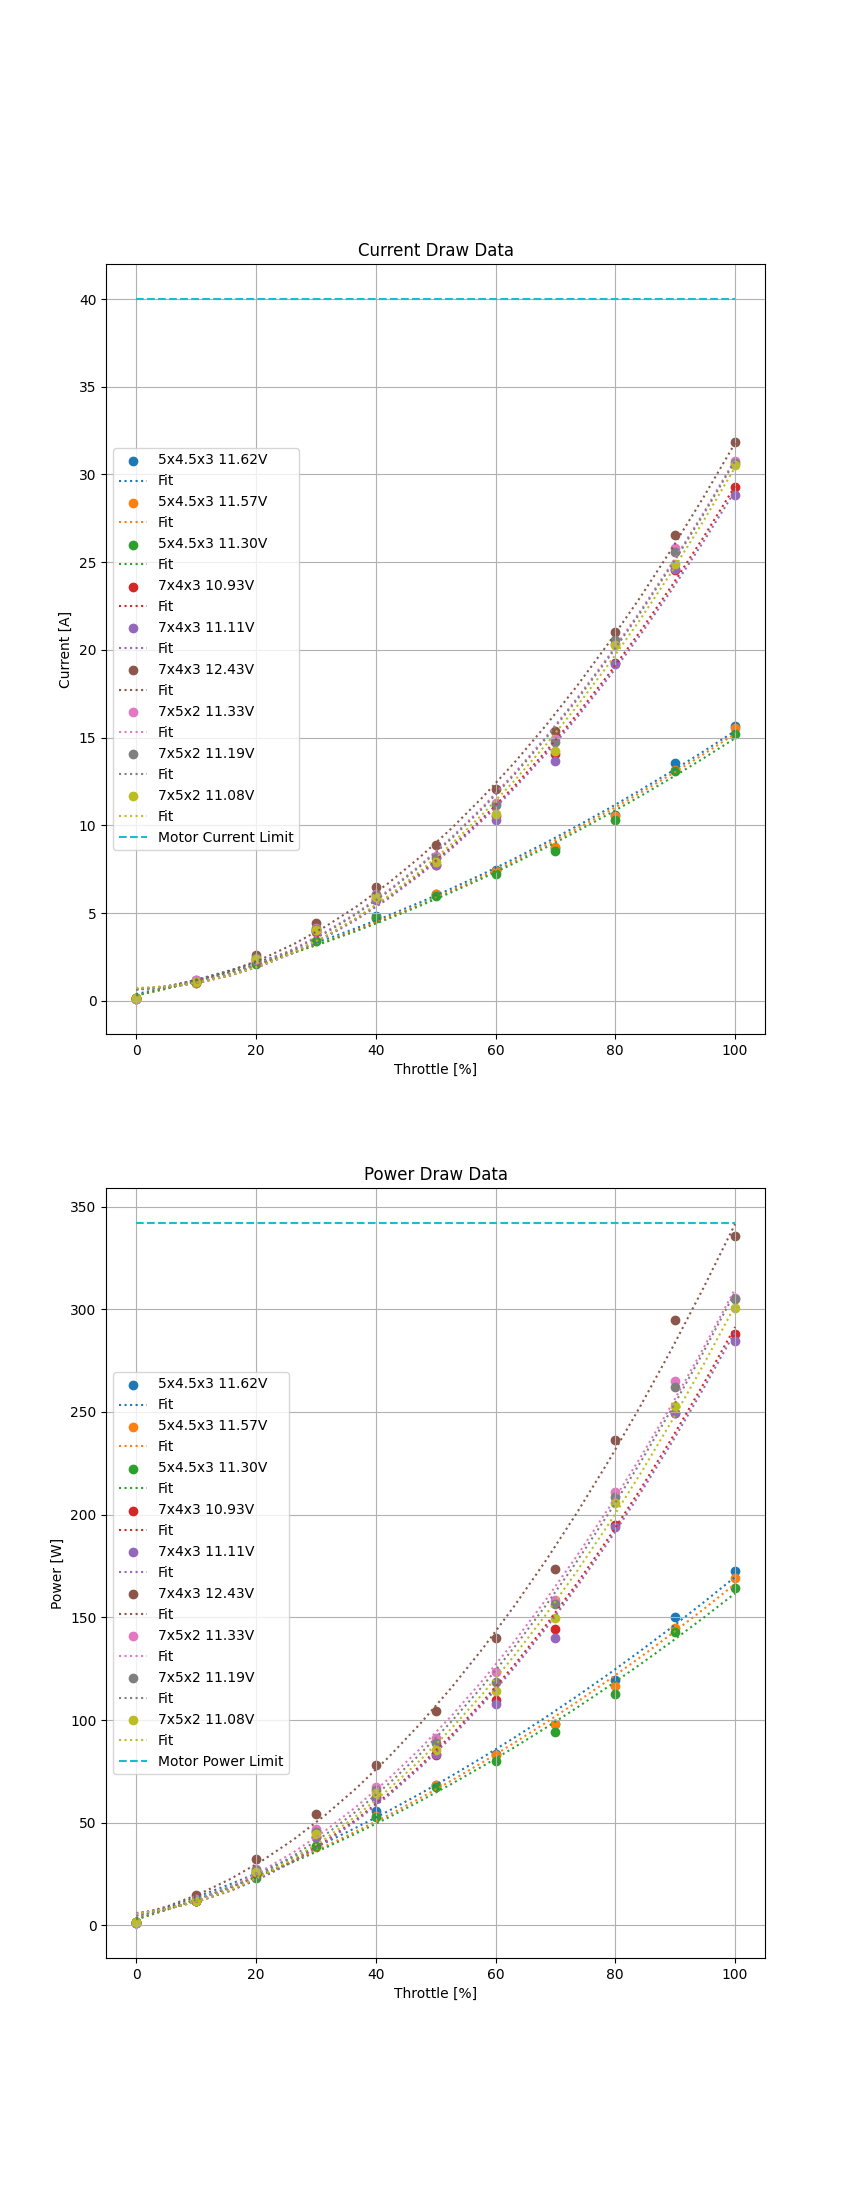 Current Draw Data
40
35
30
25
20
15
10
5
0
Current [A]
5x4.5x3 11.62V
Fit
5x4.5x3 11.57V
Fit
5x4.5x3 11.30V
Fit
7x4x3 10.93V
Fit
7x4x3 11.11V
Fit
7x4x3 12.43V
Fit
7x5x2 11.33V
Fit
7x5x2 11.19V
Fit
7x5x2 11.08V
Fit
Motor Current Limit
0 20 40 60 80 100
Throttle [%]
Power Draw Data
350
300
250
200
150
100
50
0
Power [W]
5x4.5x3 11.62V
Fit
5x4.5x3 11.57V
Fit
5x4.5x3 11.30V
Fit
7x4x3 10.93V
Fit
7x4x3 11.11V
Fit
7x4x3 12.43V
Fit
7x5x2 11.33V
Fit
7x5x2 11.19V
Fit
7x5x2 11.08V
Fit
Motor Power Limit
0 20 40 60 80 100
Throttle [%]